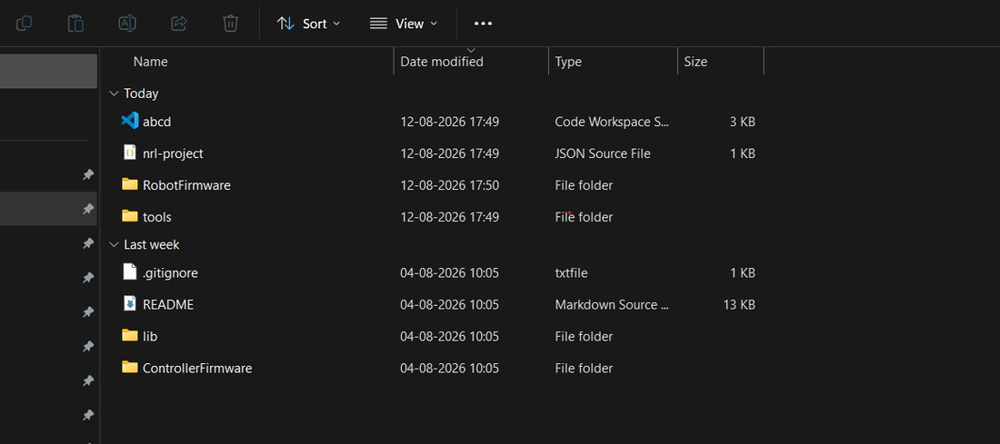 Sort View
Name Date modified Type Size
Today
abcd 12-08-2026 17:49 Code Workspace S... 3 KB
nrl-project 12-08-2026 17:49 JSON Source File 1 KB
RobotFirmware 12-08-2026 17:50 File folder
tools 12-08-2026 17:49 File folder
Last week
.gitignore 04-08-2026 10:05 txtfile 1 KB
README 04-08-2026 10:05 Markdown Source ... 13 KB
lib 04-08-2026 10:05 File folder
ControllerFirmware 04-08-2026 10:05 File folder